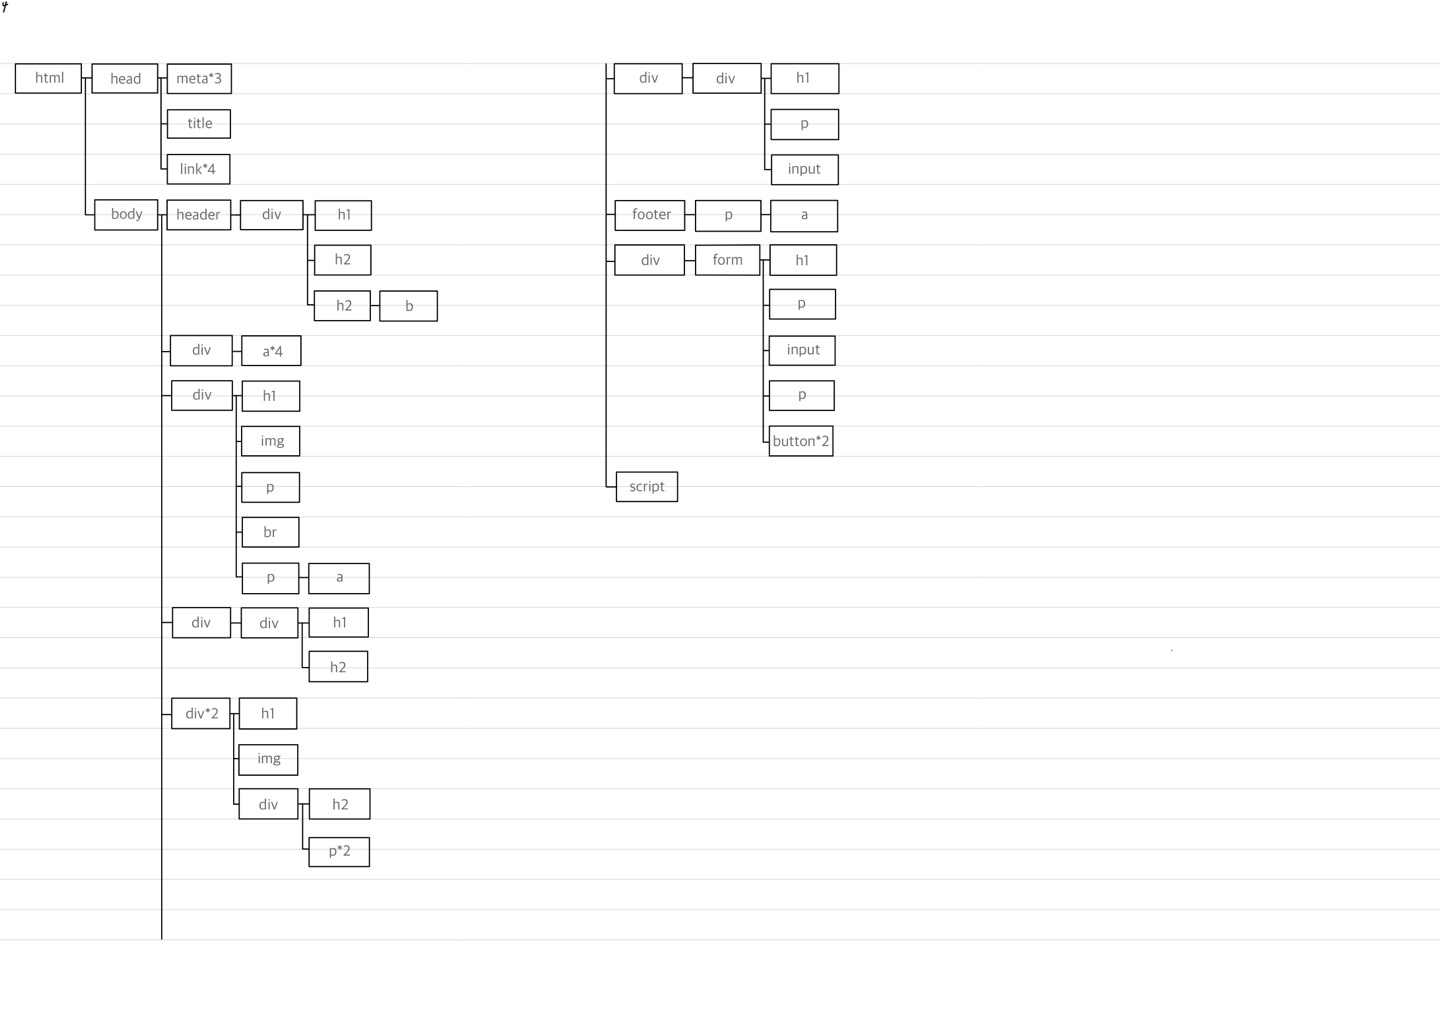 4
html head meta*3
title
link*4
body header div h1
h2
h2 b
div a*4
div h1
img
p
br
p a
div div h1
h2
div*2 h1
img
div h2
p*2
div div h1
p
input
footer p a
div form h1
p
input
p
button*2
script